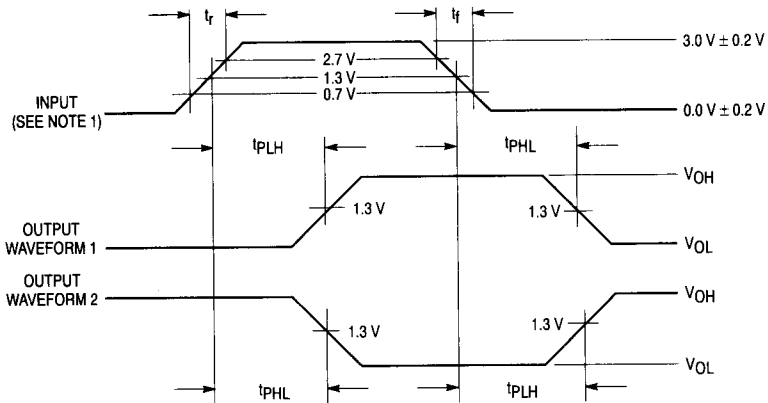 tr
tf
3.0 V ± 0.2 V
2.7 V
1.3 V
0.7 V
INPUT
(SEE NOTE 1)
0.0 V ± 0.2 V
tPLH
tPHL
VOH
1.3 V
1.3 V
OUTPUT
WAVEFORM 1
VOL
OUTPUT
WAVEFORM 2
VOH
1.3 V
1.3 V
VOL
tPHL
tPLH